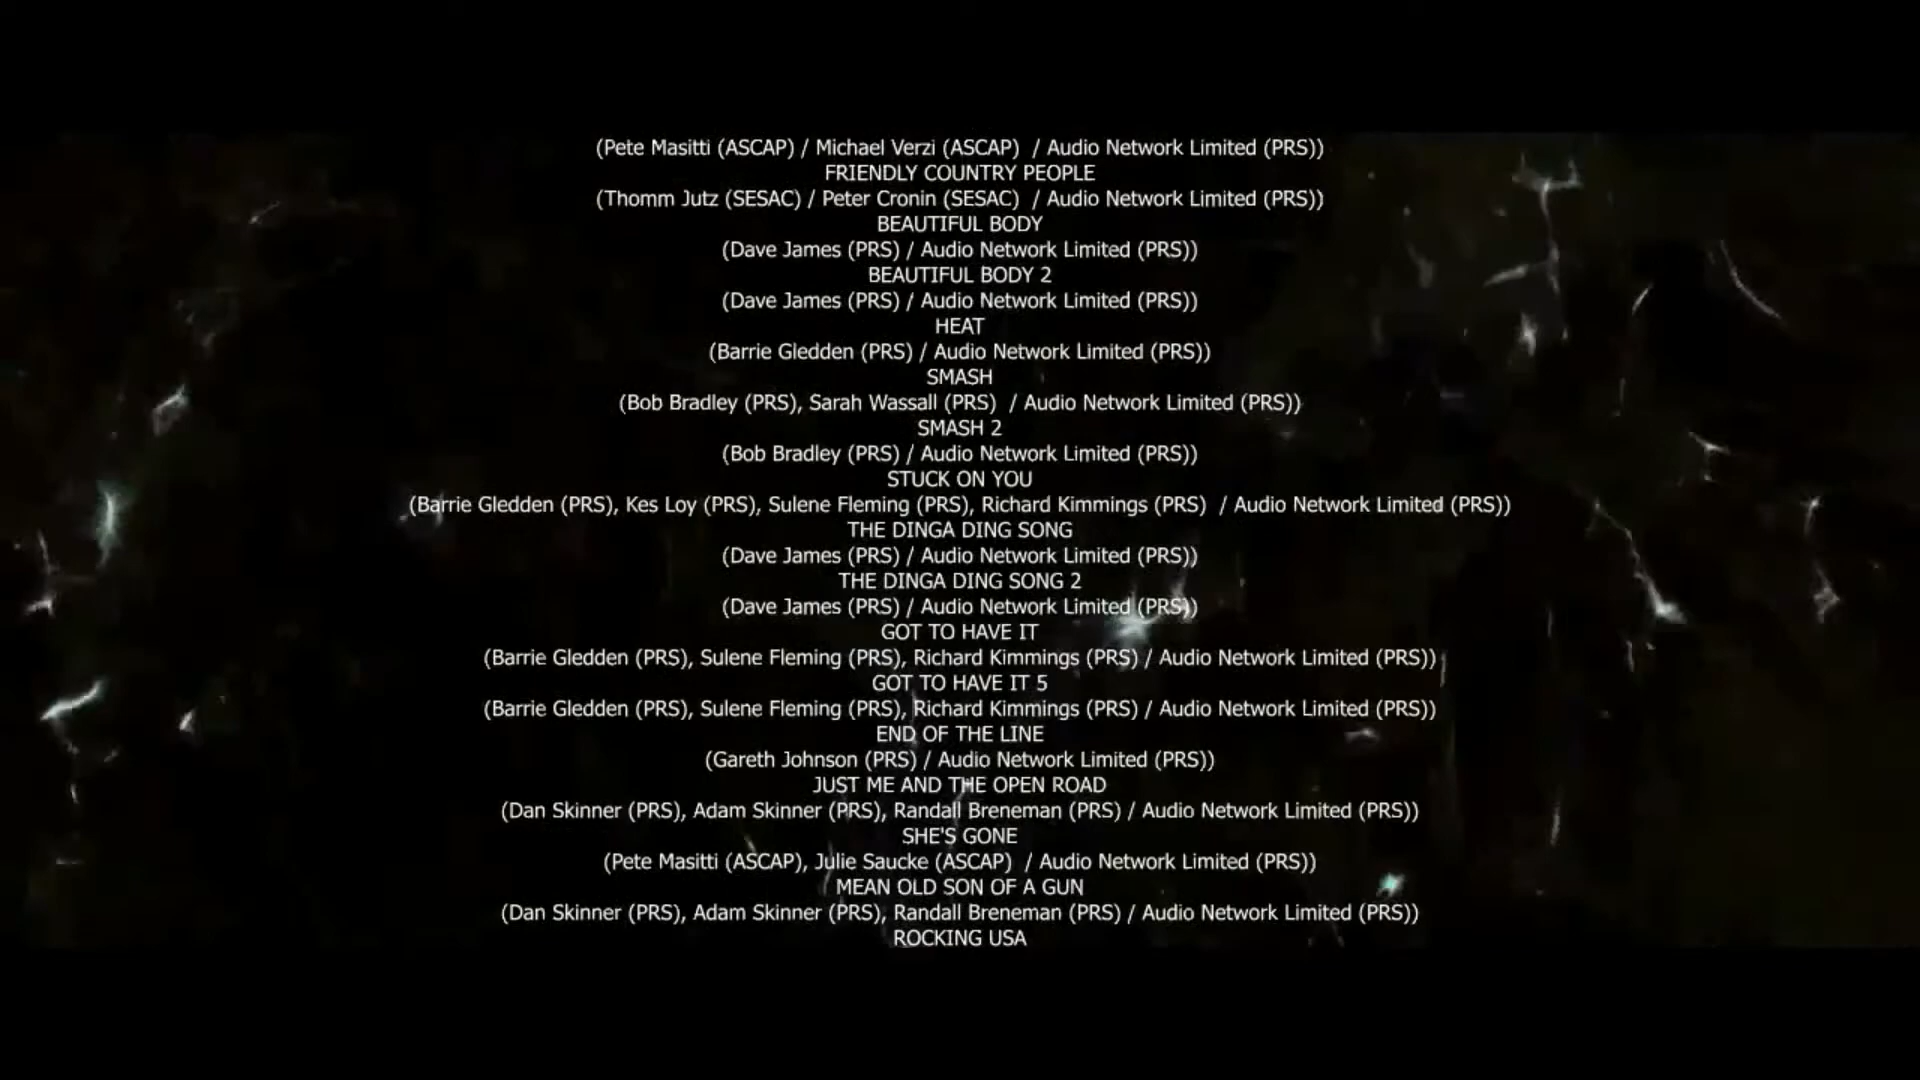 (Pete Masitti (ASCAP) / Michael Verzi (ASCAP)  / Audio Network Limited (PRS))
FRIENDLY COUNTRY PEOPLE
(Thomm Jutz (SESAC) / Peter Cronin (SESAC)  / Audio Network Limited (PRS))
BEAUTIFUL BODY
(Dave James (PRS) / Audio Network Limited (PRS))
BEAUTIFUL BODY 2
(Dave James (PRS) / Audio Network Limited (PRS))
HEAT
(Barrie Gledden (PRS) / Audio Network Limited (PRS))
SMASH
(Bob Bradley (PRS), Sarah Wassall (PRS)  / Audio Network Limited (PRS))
SMASH 2
(Bob Bradley (PRS) / Audio Network Limited (PRS))
STUCK ON YOU
(Barrie Gledden (PRS), Kes Loy (PRS), Sulene Fleming (PRS), Richard Kimmings (PRS)  / Audio Network Limited (PRS))
THE DINGA DING SONG
(Dave James (PRS) / Audio Network Limited (PRS))
THE DINGA DING SONG 2
(Dave James (PRS) / Audio Network Limited (PRS))
GOT TO HAVE IT
(Barrie Gledden (PRS), Sulene Fleming (PRS), Richard Kimmings (PRS) / Audio Network Limited (PRS))
GOT TO HAVE IT 5
(Barrie Gledden (PRS), Sulene Fleming (PRS), Richard Kimmings (PRS) / Audio Network Limited (PRS))
END OF THE LINE
(Gareth Johnson (PRS) / Audio Network Limited (PRS))
JUST ME AND THE OPEN ROAD
(Dan Skinner (PRS), Adam Skinner (PRS), Randall Breneman (PRS) / Audio Network Limited (PRS))
SHE'S GONE
(Pete Masitti (ASCAP), Julie Saucke (ASCAP)  / Audio Network Limited (PRS))
MEAN OLD SON OF A GUN
(Dan Skinner (PRS), Adam Skinner (PRS), Randall Breneman (PRS) / Audio Network Limited (PRS))
ROCKING USA